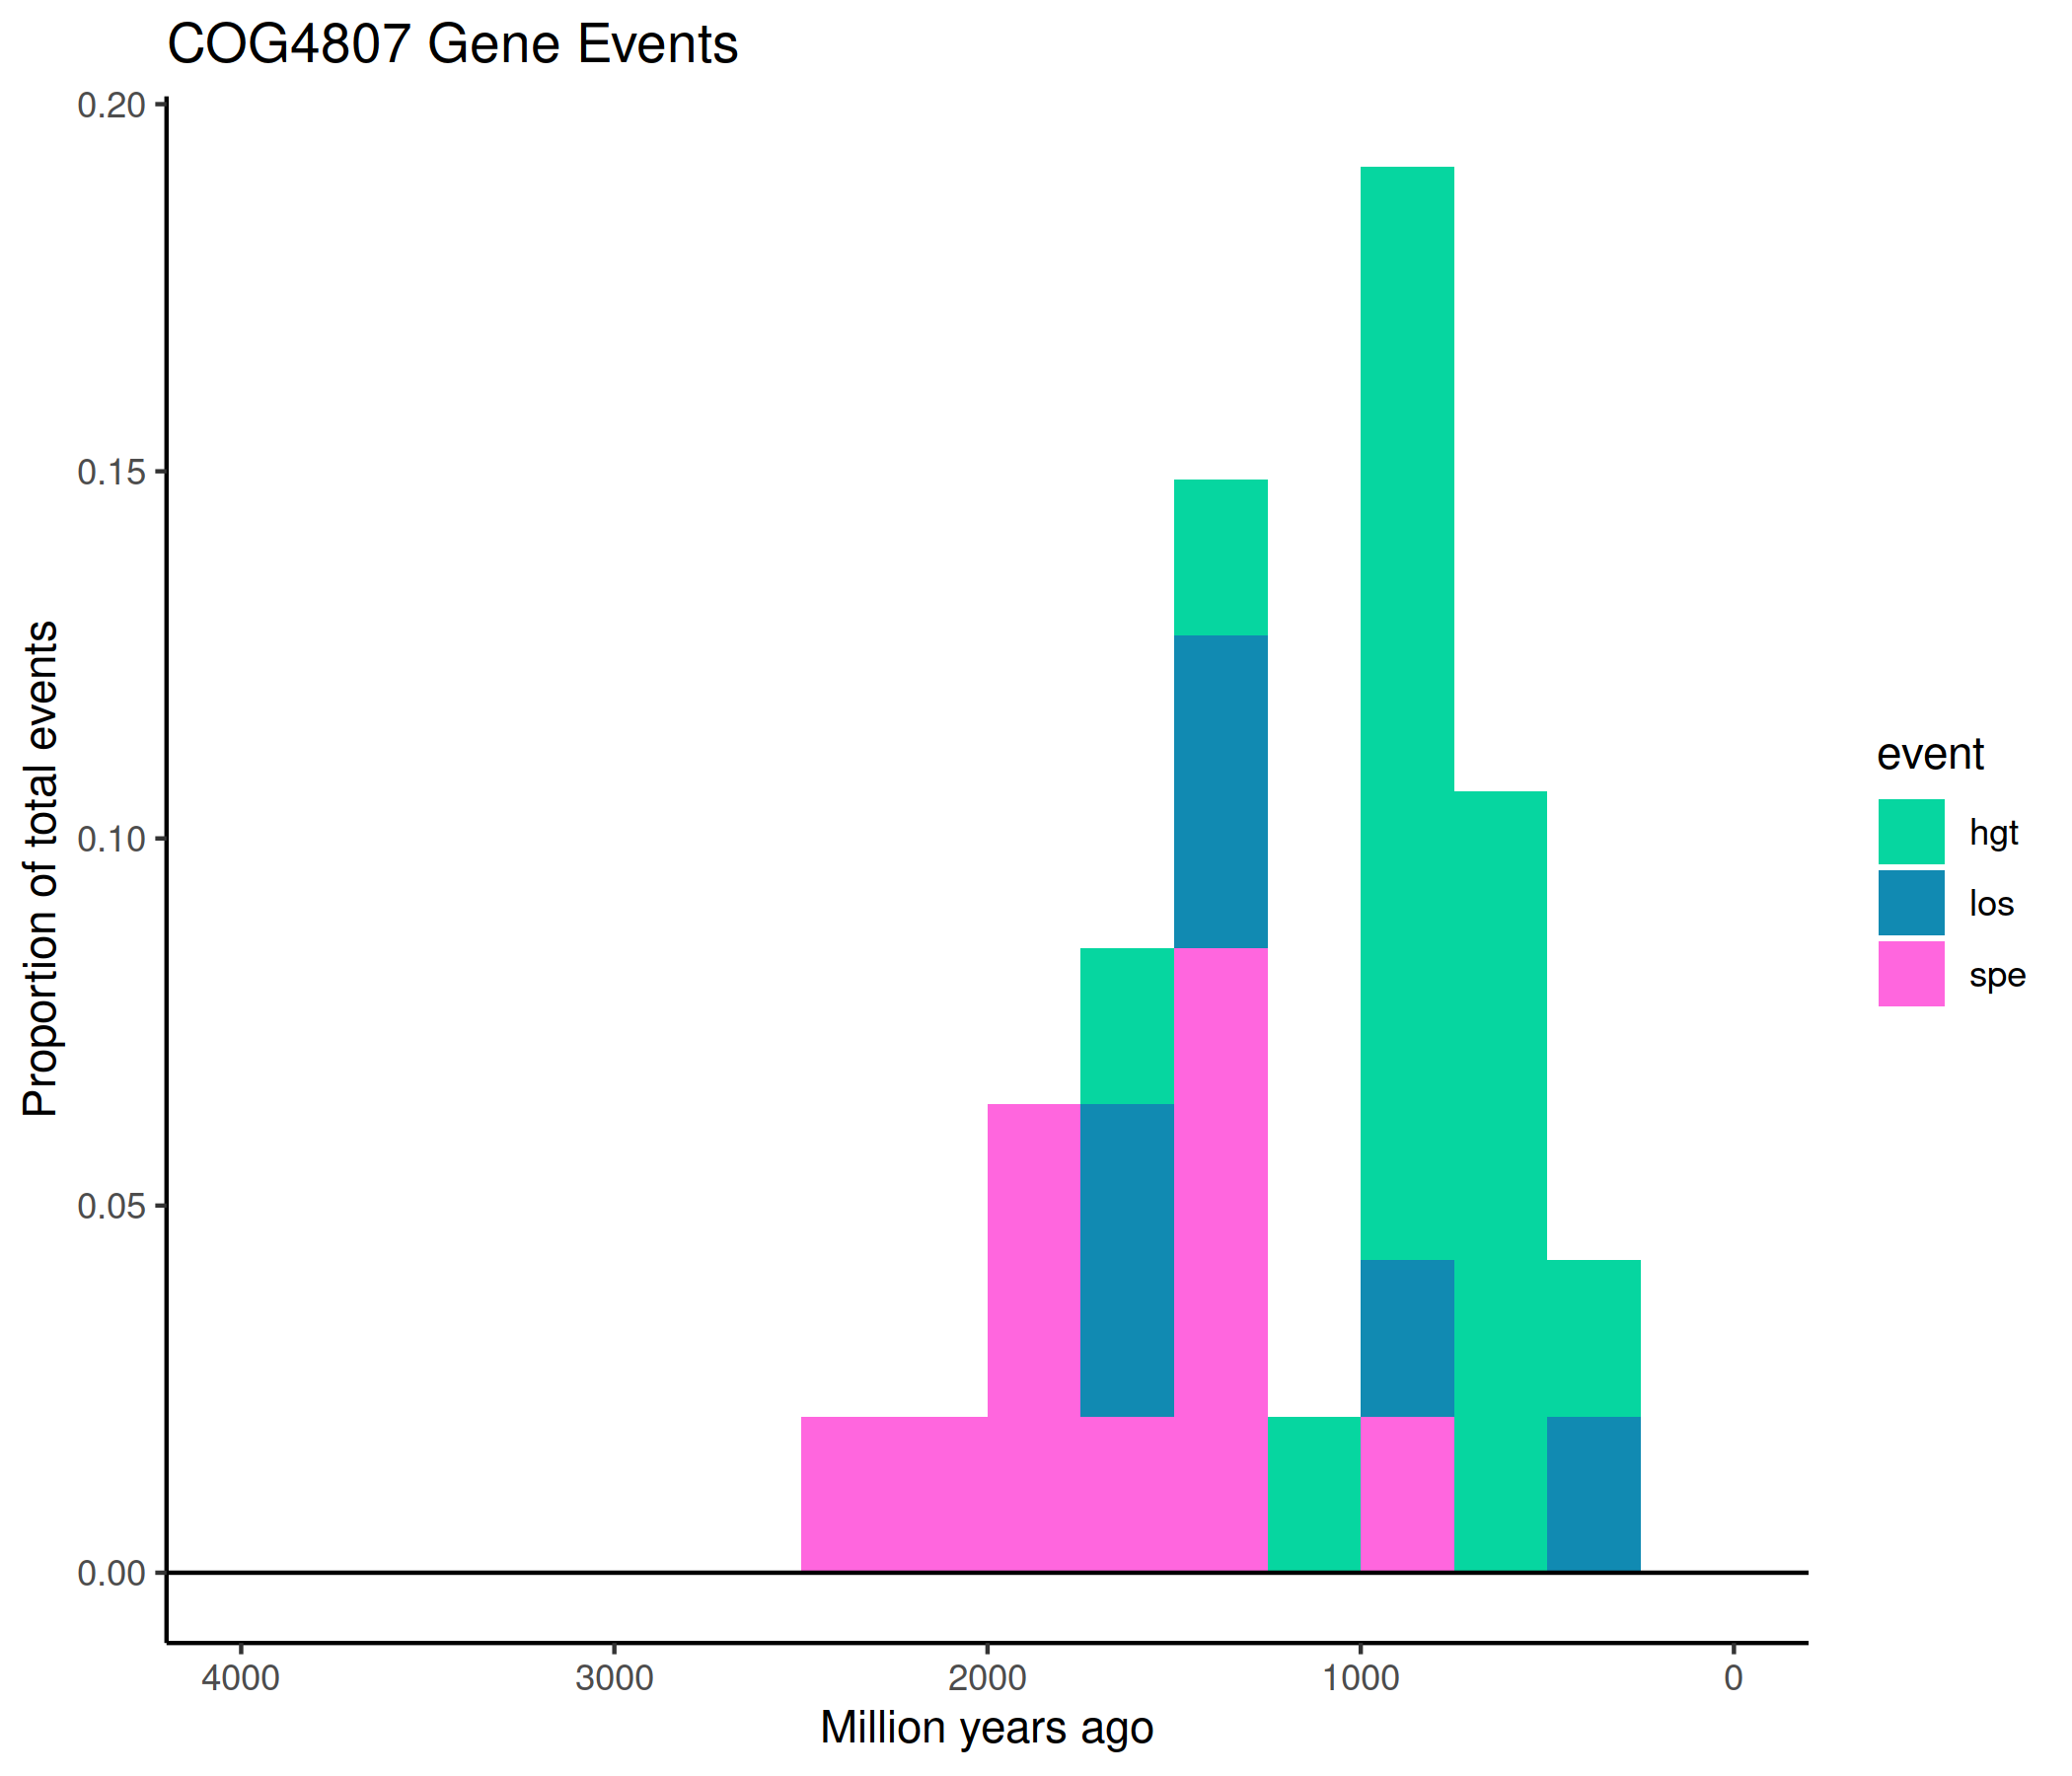 COG4807 Gene Events
0.20
0.15
0.10
0.05
0.00
Proportion of total events
4000 3000 2000 1000 0
Million years ago
event
hgt
los
spe